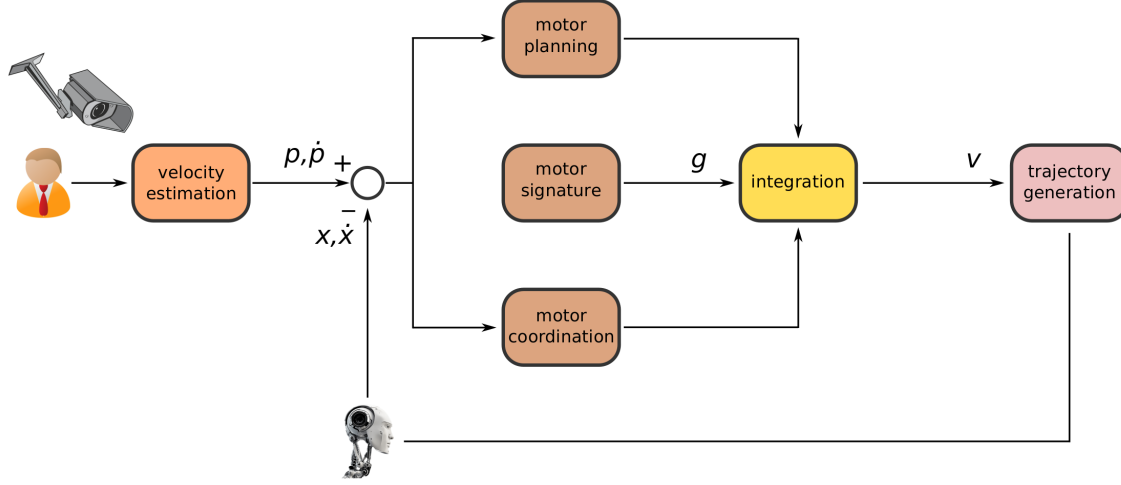 motor
planning
velocity
estimation
p,ṗ
+
−
x,ẋ
motor
signature
g
integration
v
trajectory
generation
motor
coordination